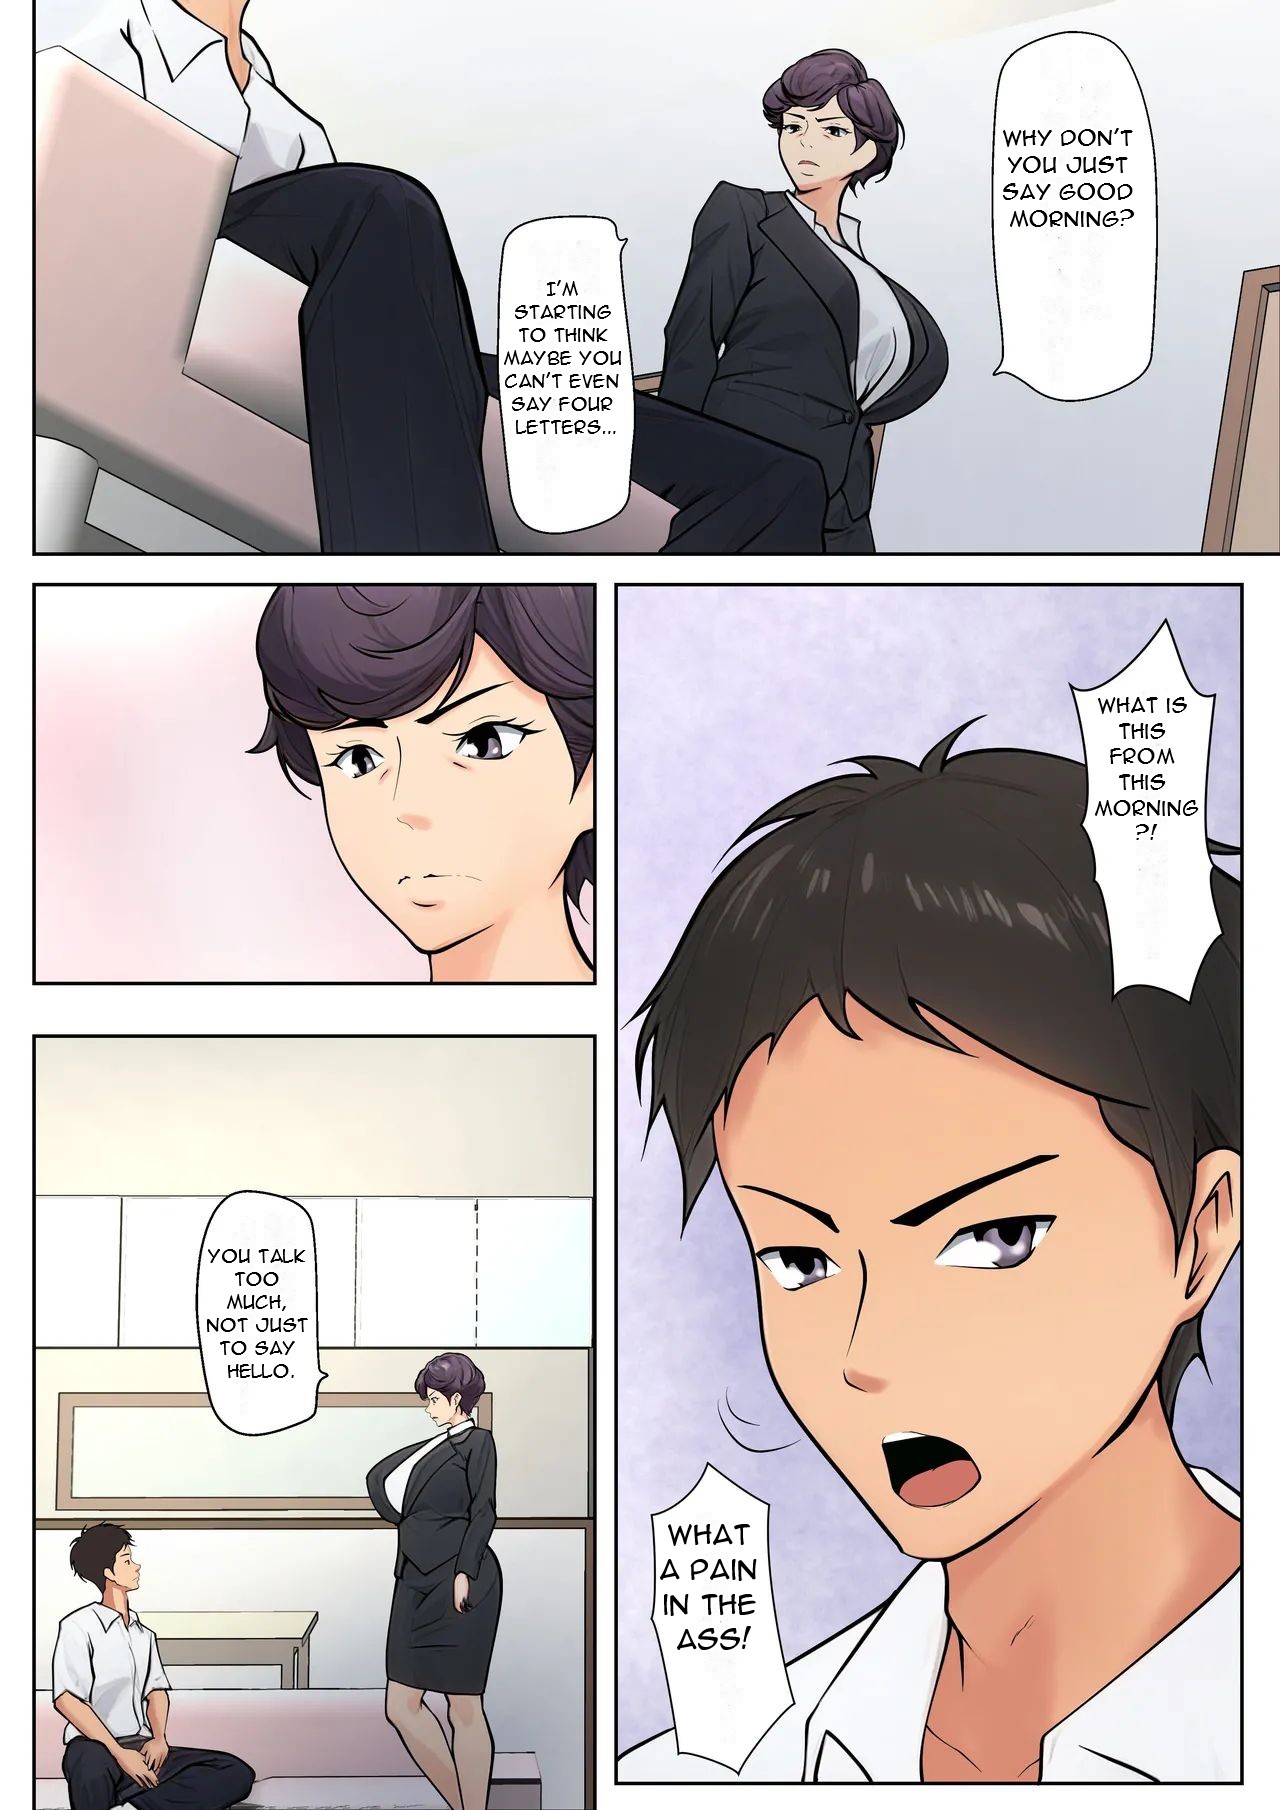 WHY DON'T
YOU JUST
SAY GOOD
MORNING?
I'M
STARTING
TO THINK
MAYBE YOU
CAN'T EVEN
SAY FOUR
LETTERS...
WHAT IS
THIS
FROM
THIS
MORNING
?!
WHAT
A PAIN
IN THE
ASS!
YOU TALK
TOO
MUCH,
NOT JUST
TO SAY
HELLO.